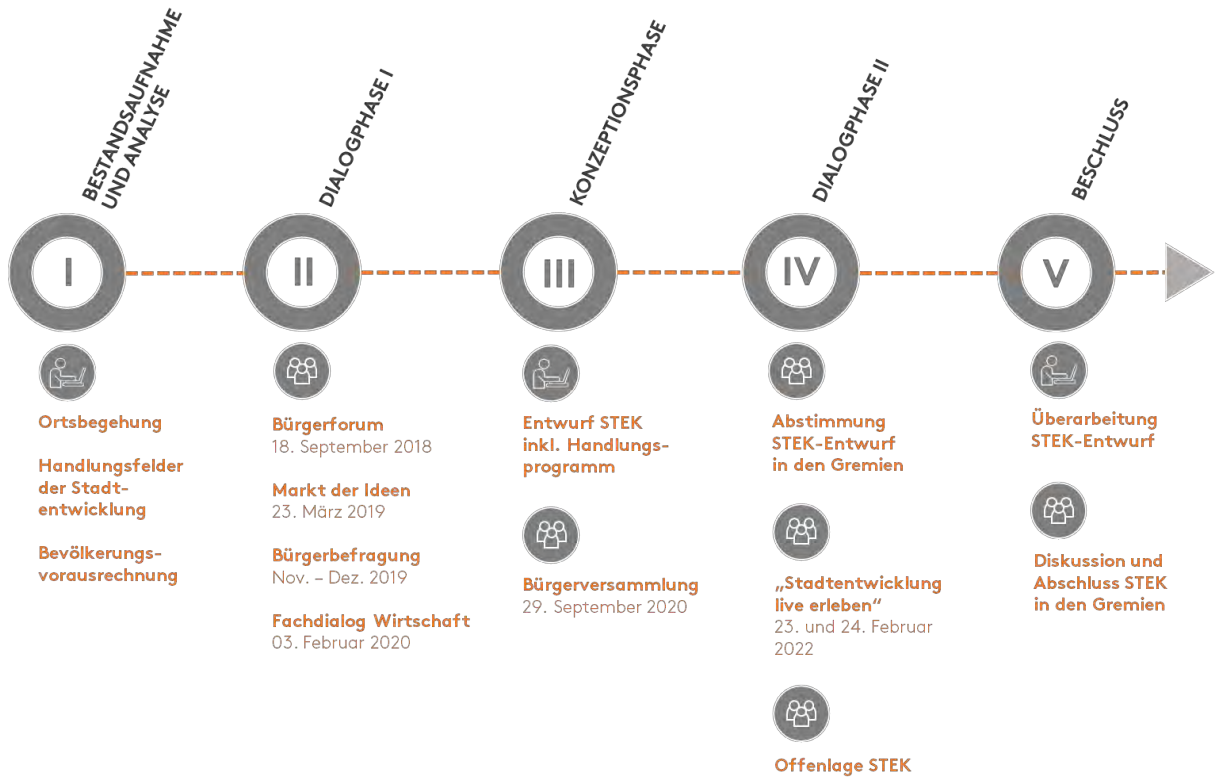 BESTANDSAUFNAHME
UND ANALYSE
I
Ortsbegehung
Handlungsfelder
der Stadt-
entwicklung
Bevölkerungs-
vorausrechnung
DIALOGPHASE I
II
Bürgerforum
18. September 2018
Markt der Ideen
23. März 2019
Bürgerbefragung
Nov. – Dez. 2019
Fachdialog Wirtschaft
03. Februar 2020
KONZEPTIONSPHASE
III
Entwurf STEK
inkl. Handlungs-
programm
Bürgerversammlung
29. September 2020
DIALOGPHASE II
IV
Abstimmung
STEK-Entwurf
in den Gremien
„Stadtentwicklung
live erleben“
23. und 24. Februar
2022
Offenlage STEK
BESCHLUSS
V
Überarbeitung
STEK-Entwurf
Diskussion und
Abschluss STEK
in den Gremien